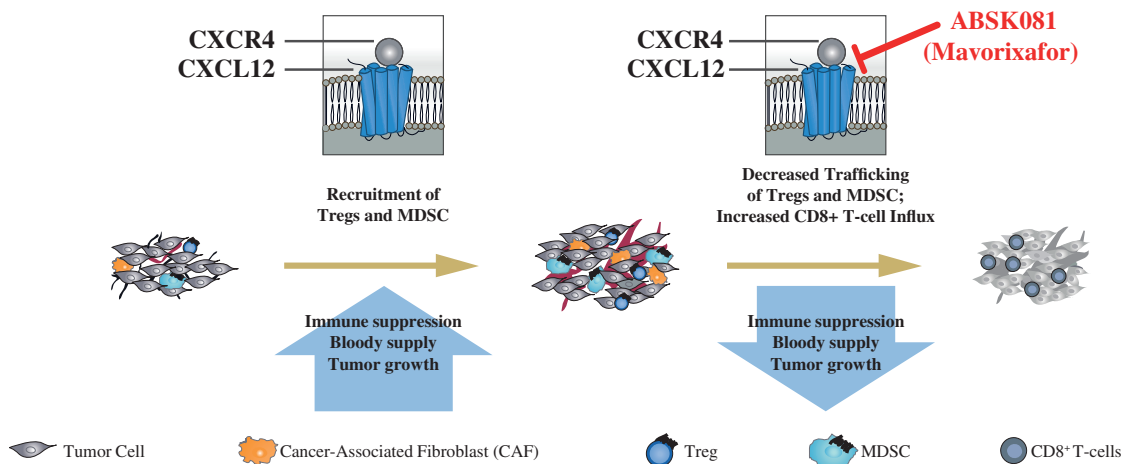 CXCR4
CXCL12
CXCR4
CXCL12
ABSK081
(Mavorixafor)
Recruitment of
Tregs and MDSC
Decreased Trafficking
of Tregs and MDSC;
Increased CD8+ T-cell Influx
Immune suppression
Bloody supply
Tumor growth
Immune suppression
Bloody supply
Tumor growth
Tumor Cell
Cancer-Associated Fibroblast (CAF)
Treg
MDSC
CD8⁺ T-cells